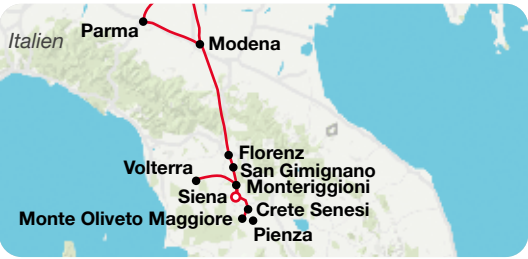 Parma
Italien
Modena
Florenz
Volterra
San Gimignano
Monteriggioni
Siena
Crete Senesi
Monte Oliveto Maggiore
Pienza